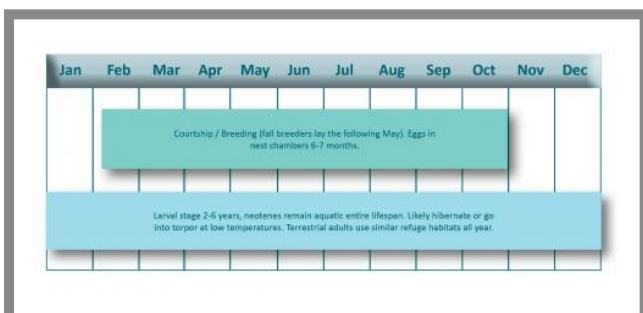 Jan Feb Mar Apr May Jun Jul Aug Sep Oct Nov Dec
Courtship / Breeding (fall breeders lay the following May). Eggs in
nest chambers 6-7 months.
Larval stage 2-6 years, neotenes remain aquatic entire lifespan. Likely hibernate or go
into torpor at low temperatures. Terrestrial adults use similar refuge habitats all year.